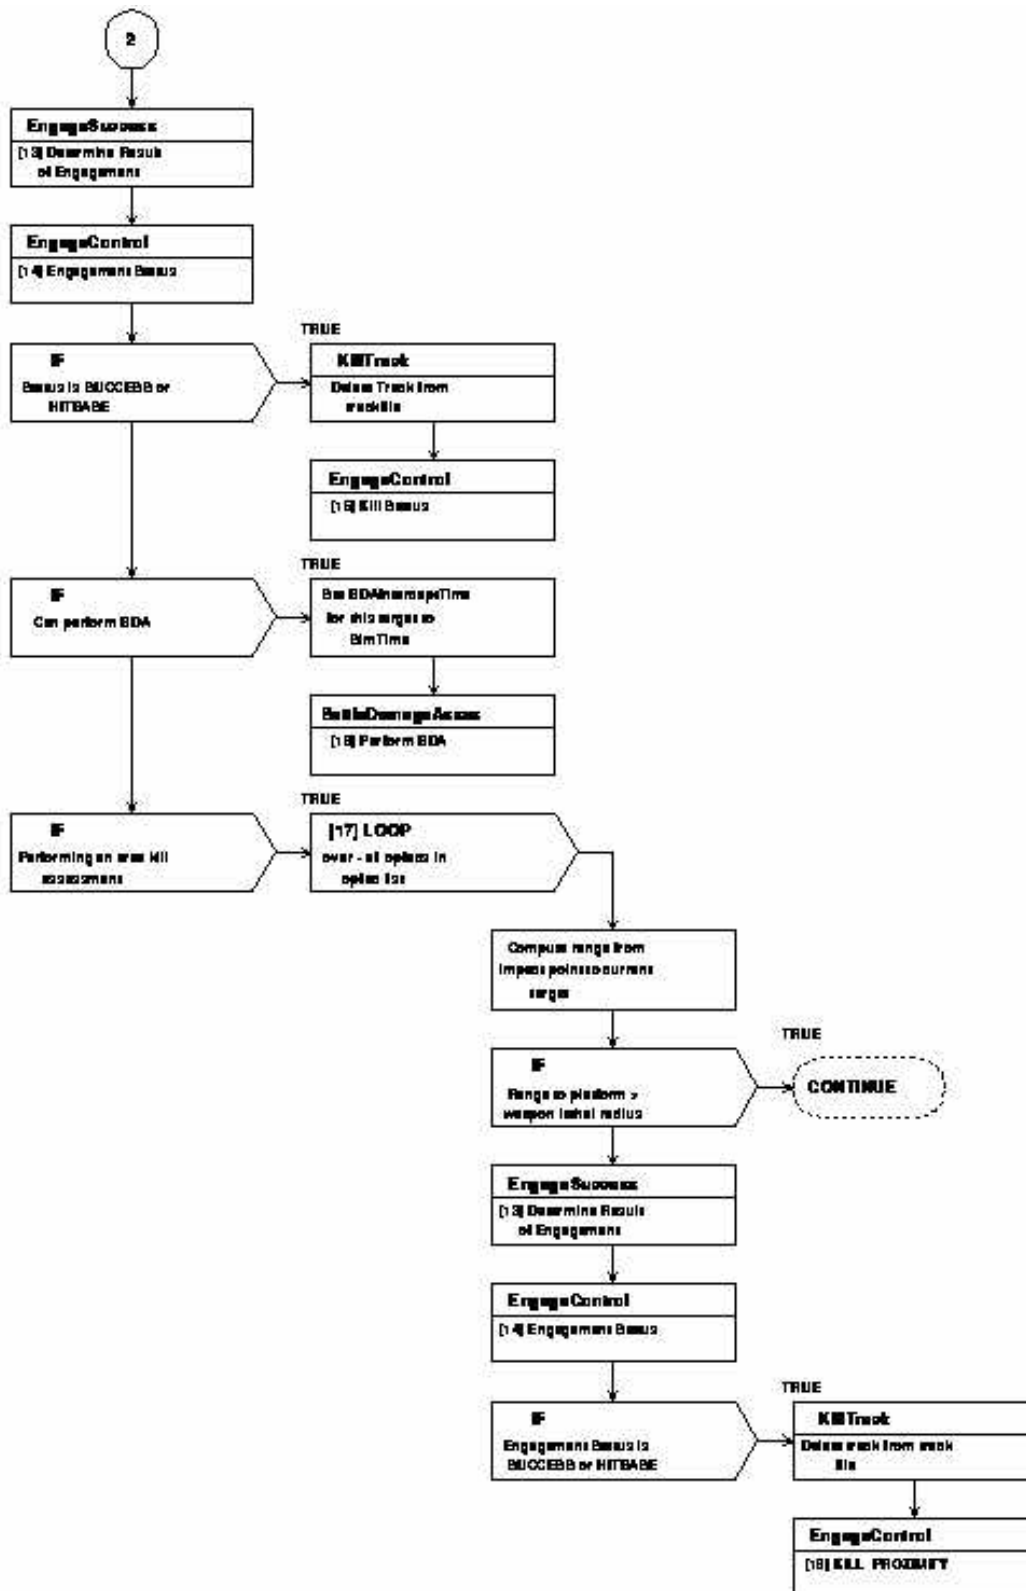 2
EngageSuccess
[13] Determine Result
of Engagement
EngageControl
[14] Engagement Status
TRUE
IF
Status is SUCCESS or
HITBASE
KillTrack
Delete Track from
trackfile
EngageControl
[15] Kill Status
TRUE
IF
Can perform BDA
Set BDAInterceptTime
for this target to
SimTime
BattleDamageAssess
[16] Perform BDA
TRUE
IF
Performing an area kill
assessment
[17] LOOP
over - all in
list
Compute range from
impact point to current
target
TRUE
IF
Range to platform >
weapon lethal radius
CONTINUE
EngageSuccess
[13] Determine Result
of Engagement
EngageControl
[14] Engagement Status
TRUE
IF
Engagement Status is
SUCCESS or HITBASE
KillTrack
Delete track from track
file
EngageControl
[18] KILL PROXIMITY